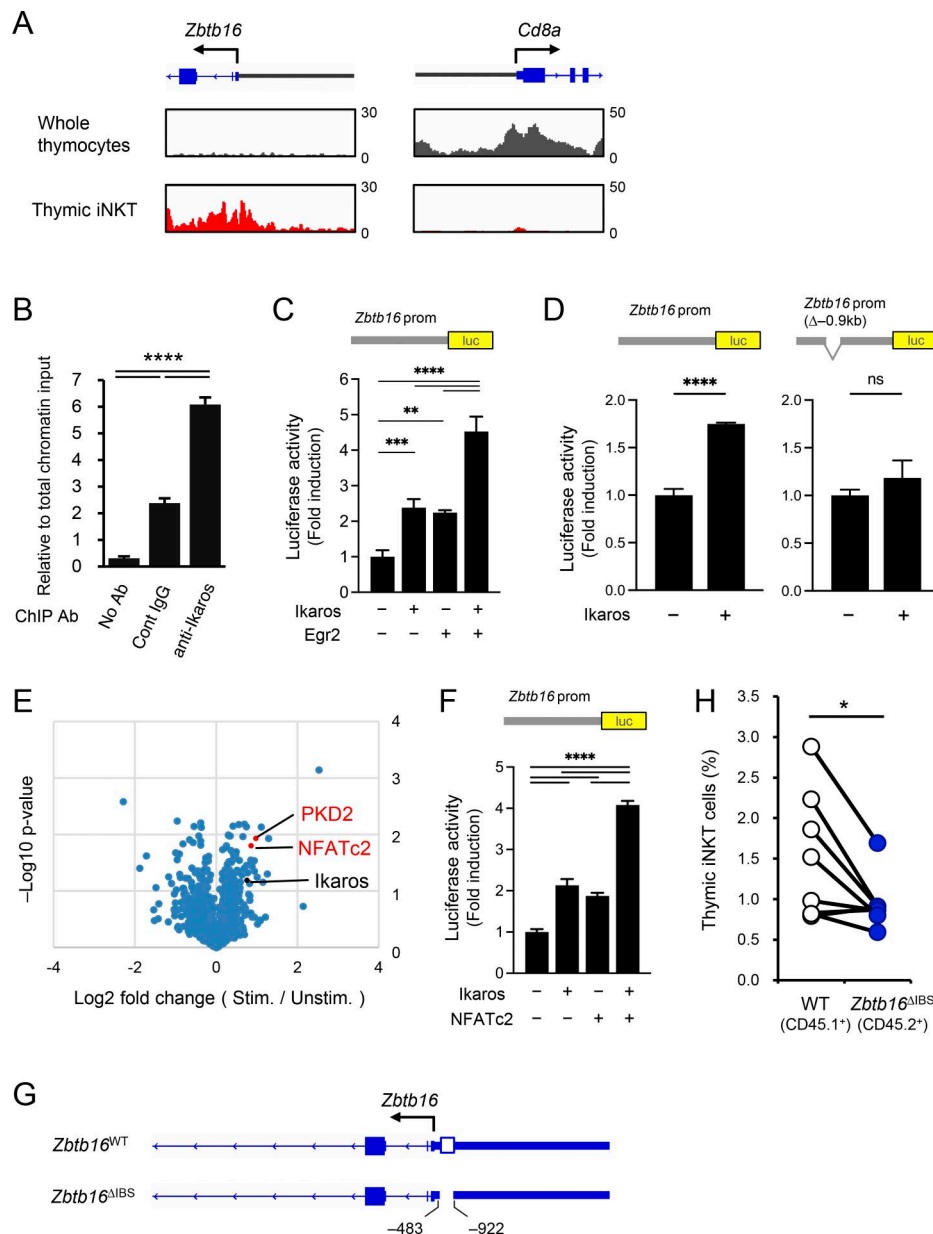 A
Zbtb16
Cd8a
Whole
thymocytes
30
0
50
0
Thymic iNKT
30
0
50
0
B
Relative to total chromatin input
7
6
5
4
3
2
1
0
****
ChIP Ab
No Ab
Cont IgG
anti-Ikaros
C
Zbtb16 prom
luc
Luciferase activity
(Fold induction)
6
5
4
3
2
1
0
****
**
***
Ikaros – + – +
Egr2 – – + +
D
Zbtb16 prom
luc
Zbtb16 prom
(Δ–0.9kb)
luc
Luciferase activity
(Fold induction)
2.0
1.5
1.0
0.5
0.0
****
2.0
1.5
1.0
0.5
0.0
ns
Ikaros – + – +
E
–Log10 p-value
4
3
2
1
0
PKD2
NFATc2
Ikaros
-4 -2 0 2 4
Log2 fold change ( Stim. / Unstim. )
F
Zbtb16 prom
luc
Luciferase activity
(Fold induction)
5
4
3
2
1
0
****
Ikaros – + – +
NFATc2 – – + +
H
Thymic iNKT cells (%)
3.5
3.0
2.5
2.0
1.5
1.0
0.5
0.0
*
WT
(CD45.1⁺)
Zbtb16ΔIBS
(CD45.2⁺)
G
Zbtb16
Zbtb16WT
Zbtb16ΔIBS
–483
–922